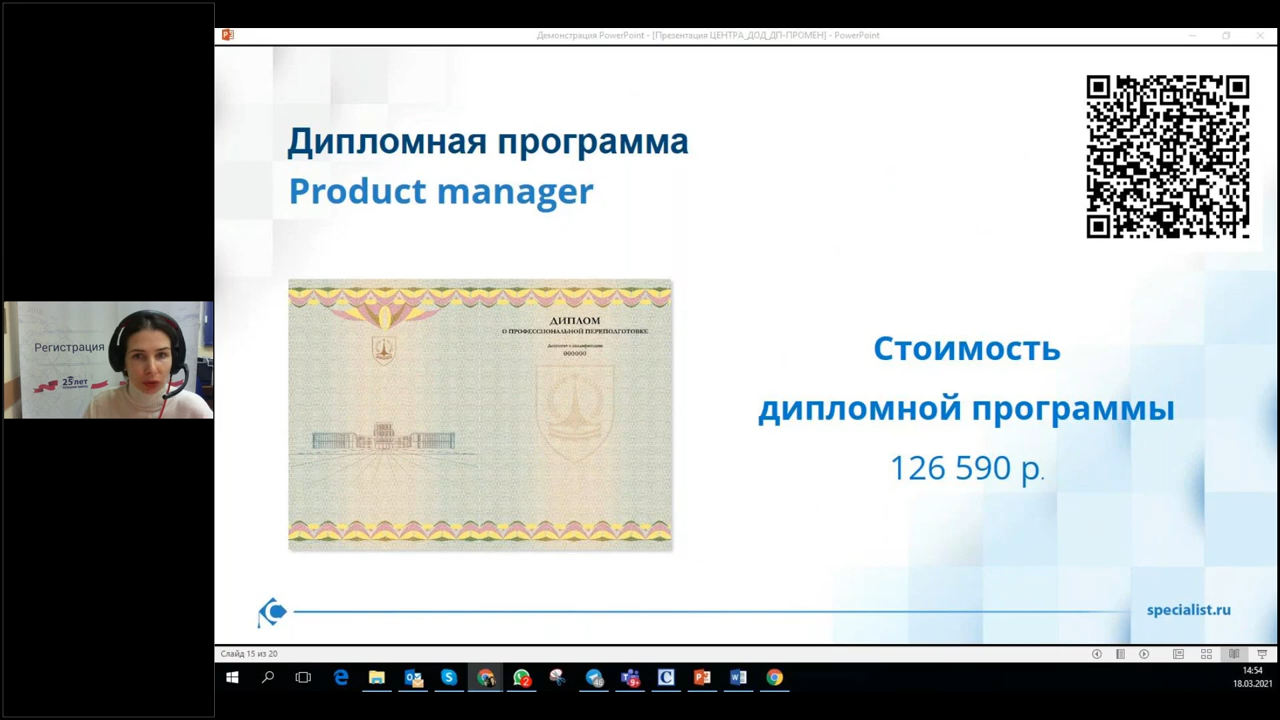 Демонстрация PowerPoint - [Презентация ЦЕНТРА_ДОД_ДП-ПРОМЕН] - PowerPoint
Дипломная программа
Product manager
ДИПЛОМ
О ПРОФЕССИОНАЛЬНОЙ ПЕРЕПОДГОТОВКЕ
000000
Стоимость
дипломной программы
126 590 р.
Регистрация
25 лет
specialist.ru
Слайд 15 из 20
14:54
18.03.2021